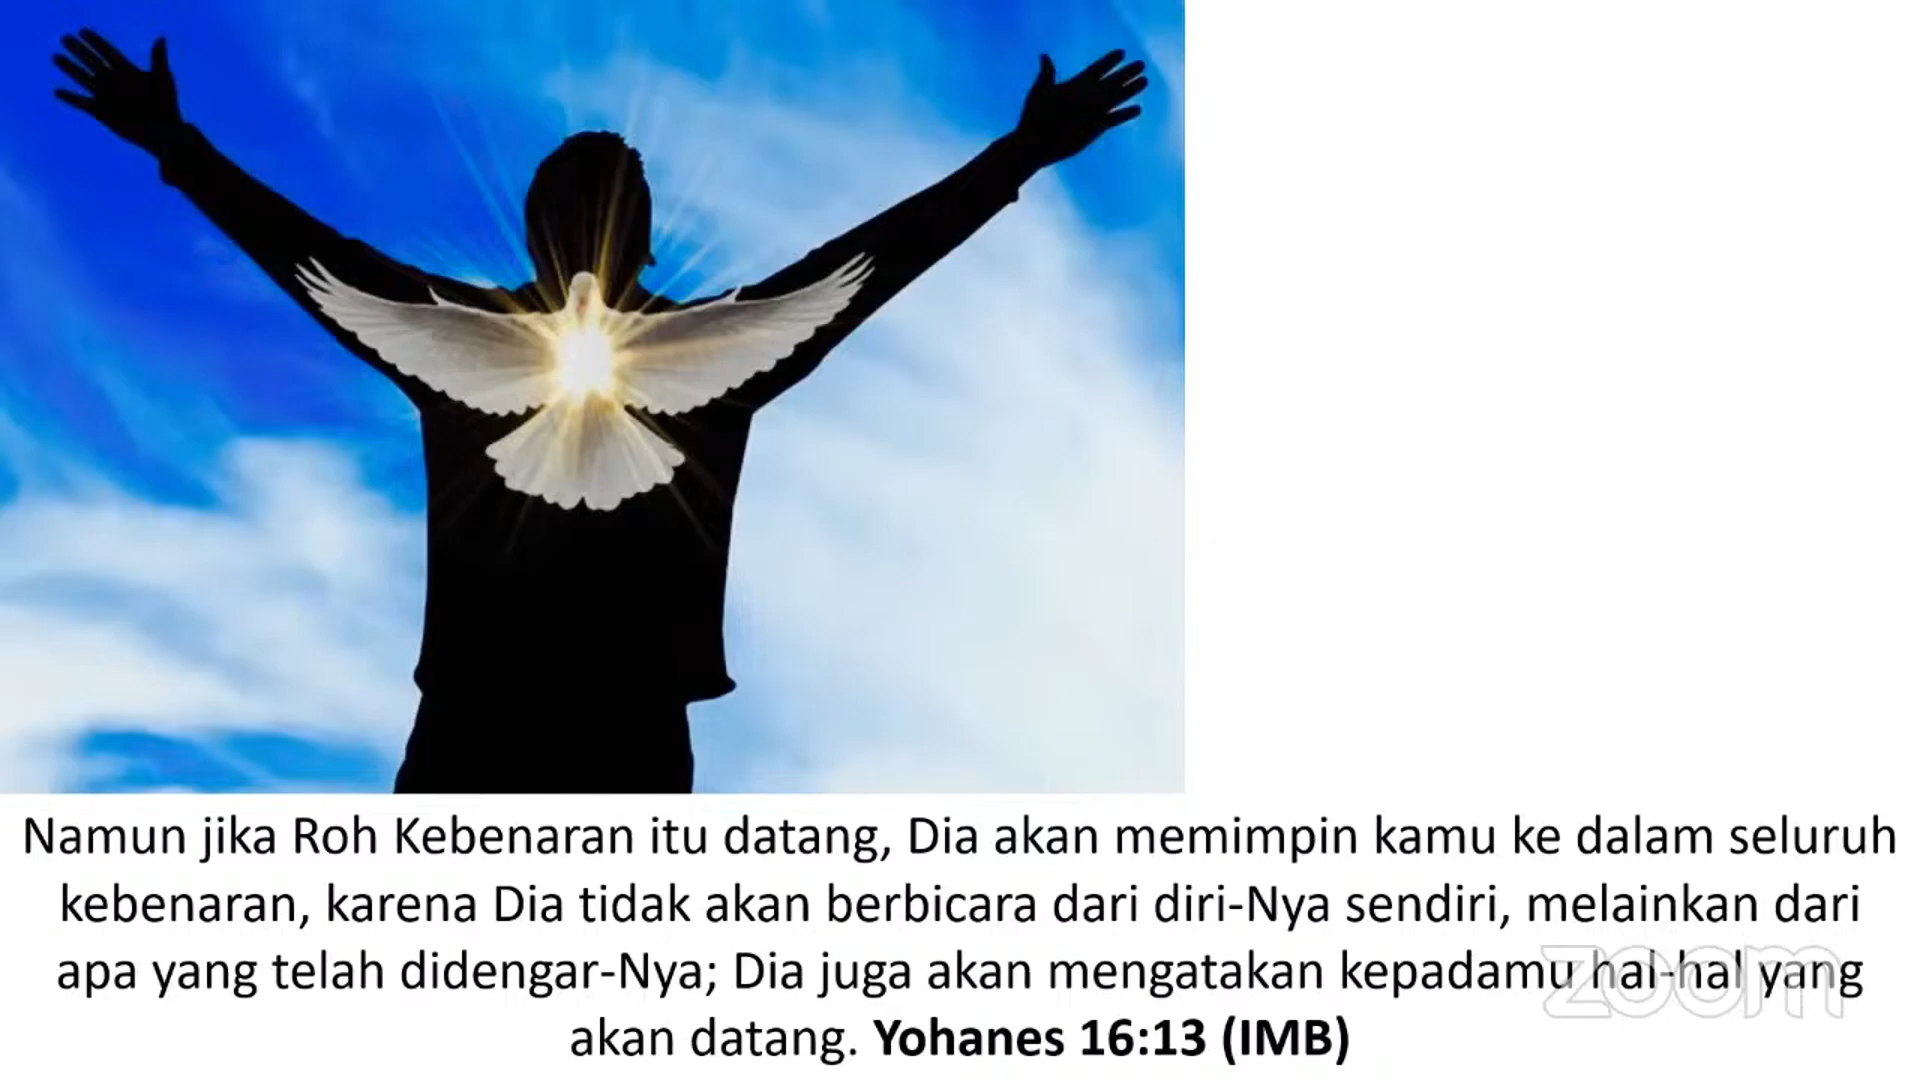 Namun jika Roh Kebenaran itu datang, Dia akan memimpin kamu ke dalam seluruh
kebenaran, karena Dia tidak akan berbicara dari diri-Nya sendiri, melainkan dari
apa yang telah didengar-Nya; Dia juga akan mengatakan kepadamu hal-hal yang
akan datang. Yohanes 16:13 (IMB)
zoom